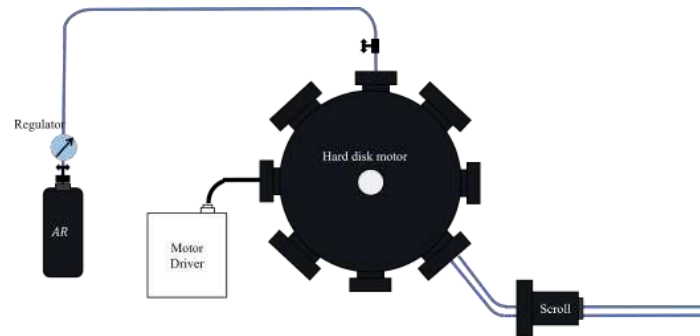 Regulator
Hard disk motor
AR
Motor
Driver
Scroll